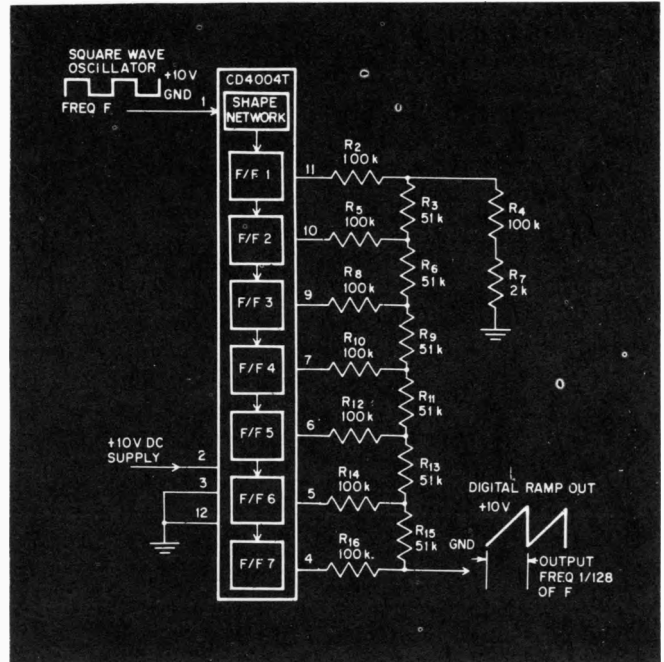 SQUARE WAVE
OSCILLATOR
+10V
GND
FREQ F
1
CD4004T
SHAPE
NETWORK
F/F 1
F/F 2
F/F 3
F/F 4
F/F 5
F/F 6
F/F 7
11
10
9
7
6
5
4
R2
100k
R3
51k
R4
100k
R5
100k
R6
51k
R7
2k
R8
100k
R9
51k
R10
100k
R11
51k
R12
100k
R13
51k
R14
100k
R15
51k
R16
100k.
+10V DC
SUPPLY
2
3
12
DIGITAL RAMP OUT
+10V
GND
OUTPUT
FREQ 1/128
OF F